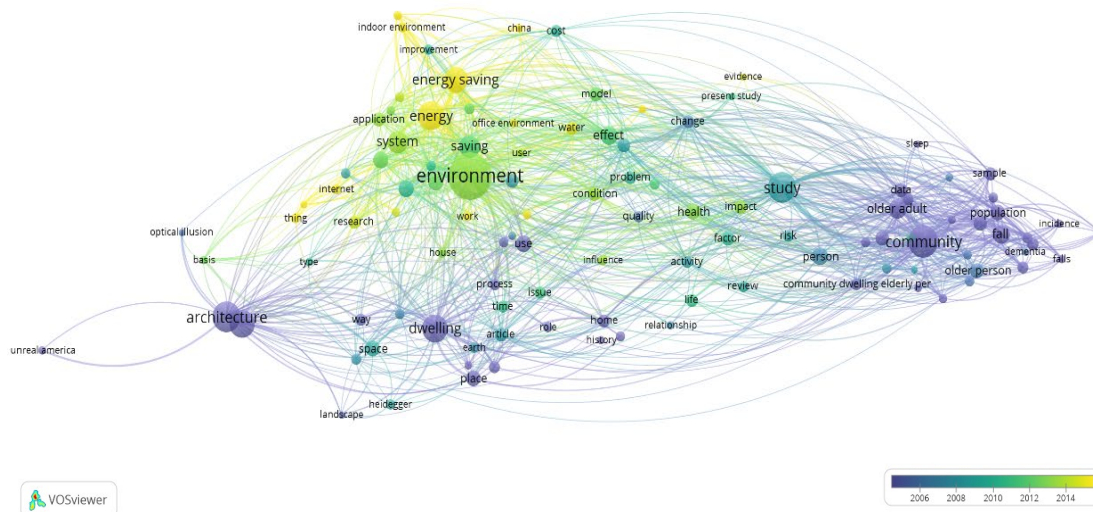 indoor environment
china
cost
improvement
energy saving
evidence
model
present study
application
energy
office environment
water
change
effect
system
saving
user
sleep
problem
environment
study
data
sample
internet
condition
older adult
thing
research
work
quality
health
impact
population
incidence
optical illusion
use
factor
risk
community
fall
dementia
basis
type
house
influence
activity
person
falls
older person
process
community dwelling elderly per
review
issue
time
life
architecture
way
dwelling
role
home
relationship
article
history
unreal america
space
earth
place
heidegger
landscape
VOSviewer
2006 2008 2010 2012 2014